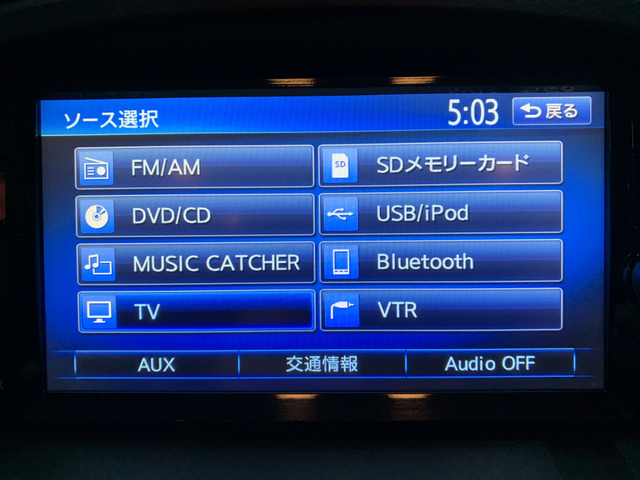 ソース選択
5:03
戻る
FM/AM
SDメモリーカード
SD
DVD/CD
USB/iPod
MUSIC CATCHER
Bluetooth
TV
VTR
AUX
交通情報
Audio OFF